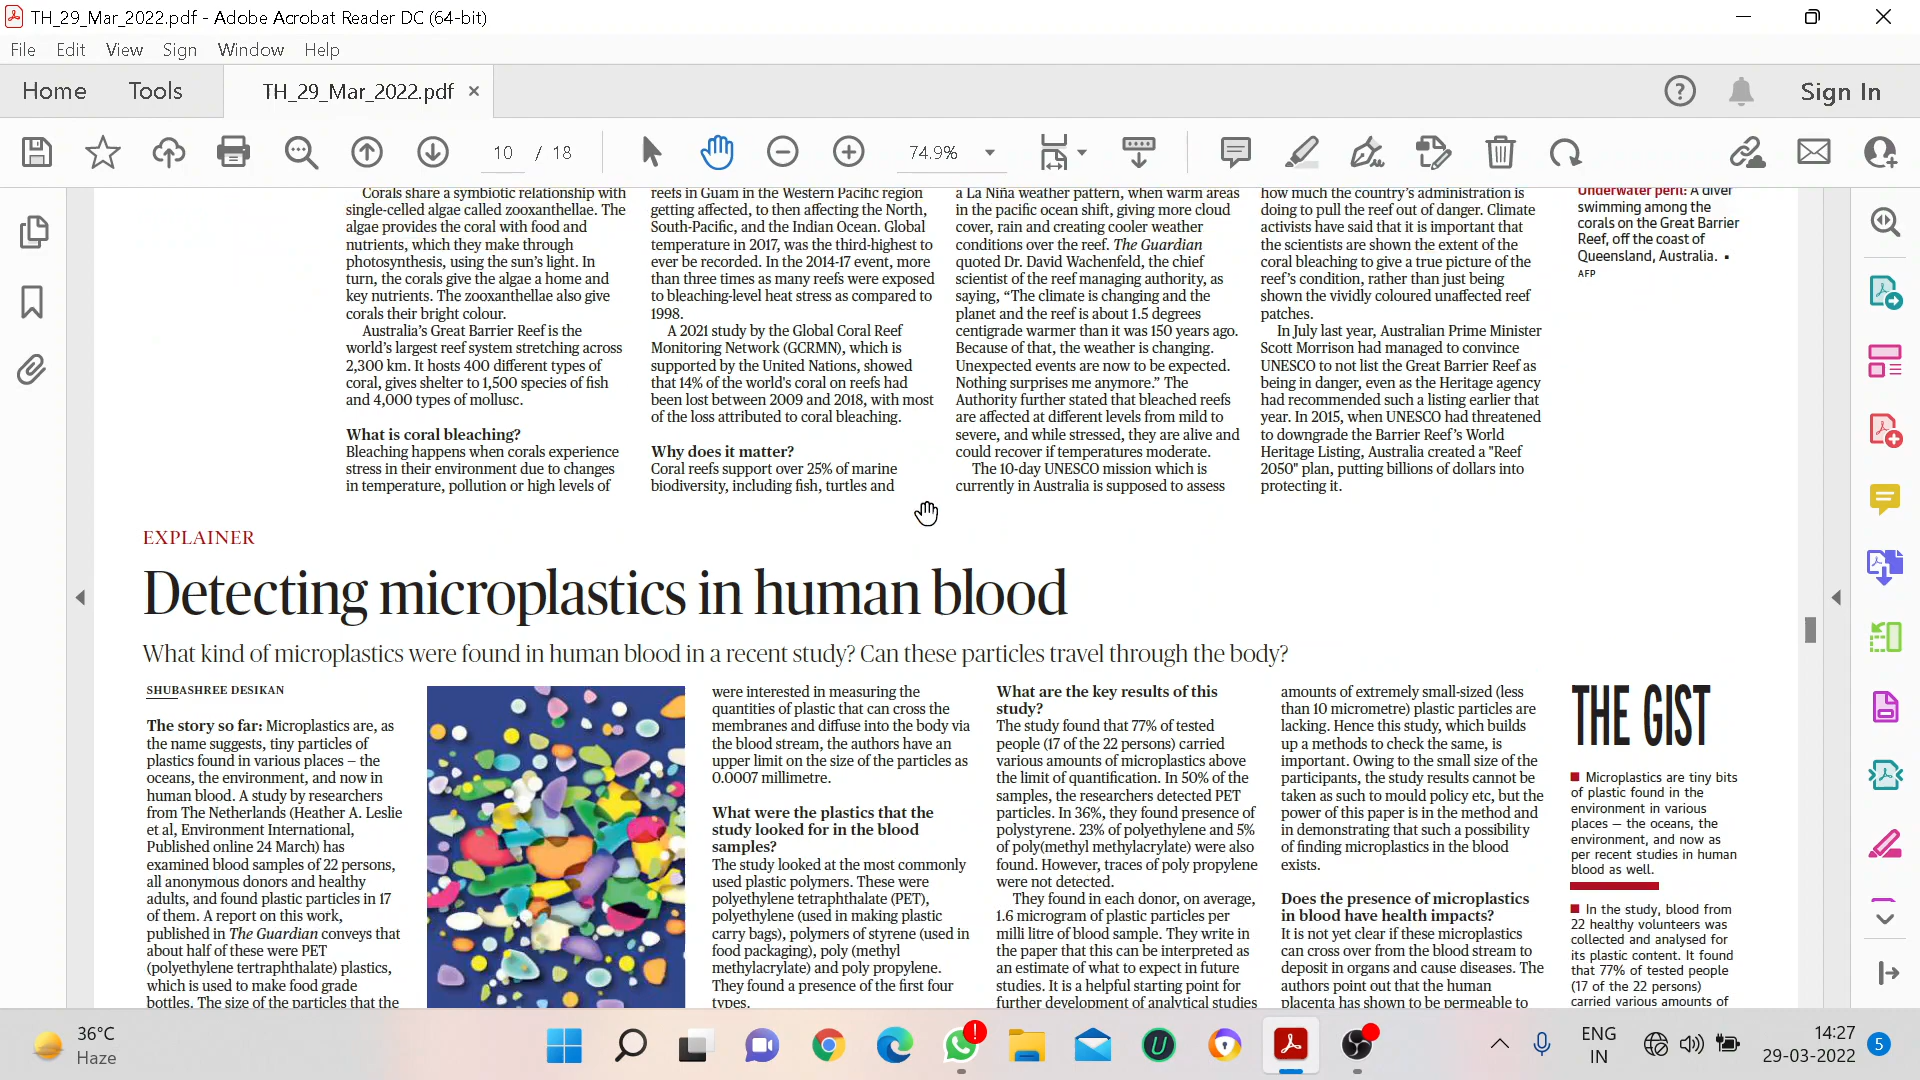 TH_29_Mar_2022.pdf - Adobe Acrobat Reader DC (64-bit)
File Edit View Sign Window Help
Home Tools TH_29_Mar_2022.pdf × Sign In
10 / 18 74.9%
Corals share a symbiotic relationship with
single-celled algae called zooxanthellae. The
algae provides the coral with food and
nutrients, which they make through
photosynthesis, using the sun's light. In
turn, the corals give the algae a home and
key nutrients. The zooxanthellae also give
corals their bright colour.
Australia's Great Barrier Reef is the
world's largest reef system stretching across
2,300 km. It hosts 400 different types of
coral, gives shelter to 1,500 species of fish
and 4,000 types of mollusc.
What is coral bleaching?
Bleaching happens when corals experience
stress in their environment due to changes
in temperature, pollution or high levels of
reefs in Guam in the Western Pacific region
getting affected, to then affecting the North,
South-Pacific, and the Indian Ocean. Global
temperature in 2017, was the third-highest to
ever be recorded. In the 2014-17 event, more
than three times as many reefs were exposed
to bleaching-level heat stress as compared to
1998.
A 2021 study by the Global Coral Reef
Monitoring Network (GCRMN), which is
supported by the United Nations, showed
that 14% of the world's coral on reefs had
been lost between 2009 and 2018, with most
of the loss attributed to coral bleaching.
Why does it matter?
Coral reefs support over 25% of marine
biodiversity, including fish, turtles and
a La Niña weather pattern, when warm areas
in the pacific ocean shift, giving more cloud
cover, rain and creating cooler weather
conditions over the reef. The Guardian
quoted Dr. David Wachenfeld, the chief
scientist of the reef managing authority, as
saying, "The climate is changing and the
planet and the reef is about 1.5 degrees
centigrade warmer than it was 150 years ago.
Because of that, the weather is changing.
Unexpected events are now to be expected.
Nothing surprises me anymore." The
Authority further stated that bleached reefs
are affected at different levels from mild to
severe, and while stressed, they are alive and
could recover if temperatures moderate.
The 10-day UNESCO mission which is
currently in Australia is supposed to assess
how much the country's administration is
doing to pull the reef out of danger. Climate
activists have said that it is important that
the scientists are shown the extent of the
coral bleaching to give a true picture of the
reef's condition, rather than just being
shown the vividly coloured unaffected reef
patches.
In July last year, Australian Prime Minister
Scott Morrison had managed to convince
UNESCO to not list the Great Barrier Reef as
being in danger, even as the Heritage agency
had recommended such a listing earlier that
year. In 2015, when UNESCO had threatened
to downgrade the Barrier Reef's World
Heritage Listing, Australia created a "Reef
2050" plan, putting billions of dollars into
protecting it.
Underwater peril: A diver
swimming among the
corals on the Great Barrier
Reef, off the coast of
Queensland, Australia. ▪
AFP
EXPLAINER
Detecting microplastics in human blood
What kind of microplastics were found in human blood in a recent study? Can these particles travel through the body?
SHUBASHREE DESIKAN
The story so far: Microplastics are, as
the name suggests, tiny particles of
plastics found in various places – the
oceans, the environment, and now in
human blood. A study by researchers
from The Netherlands (Heather A. Leslie
et al, Environment International,
Published online 24 March) has
examined blood samples of 22 persons,
all anonymous donors and healthy
adults, and found plastic particles in 17
of them. A report on this work,
published in The Guardian conveys that
about half of these were PET
(polyethylene tertraphthalate) plastics,
which is used to make food grade
bottles. The size of the particles that the
were interested in measuring the
quantities of plastic that can cross the
membranes and diffuse into the body via
the blood stream, the authors have an
upper limit on the size of the particles as
0.0007 millimetre.
What were the plastics that the
study looked for in the blood
samples?
The study looked at the most commonly
used plastic polymers. These were
polyethylene tetraphthalate (PET),
polyethylene (used in making plastic
carry bags), polymers of styrene (used in
food packaging), poly (methyl
methylacrylate) and poly propylene.
They found a presence of the first four
types.
What are the key results of this
study?
The study found that 77% of tested
people (17 of the 22 persons) carried
various amounts of microplastics above
the limit of quantification. In 50% of the
samples, the researchers detected PET
particles. In 36%, they found presence of
polystyrene. 23% of polyethylene and 5%
of poly(methyl methylacrylate) were also
found. However, traces of poly propylene
were not detected.
They found in each donor, on average,
1.6 microgram of plastic particles per
milli litre of blood sample. They write in
the paper that this can be interpreted as
an estimate of what to expect in future
studies. It is a helpful starting point for
further development of analytical studies
amounts of extremely small-sized (less
than 10 micrometre) plastic particles are
lacking. Hence this study, which builds
up a methods to check the same, is
important. Owing to the small size of the
participants, the study results cannot be
taken as such to mould policy etc, but the
power of this paper is in the method and
in demonstrating that such a possibility
of finding microplastics in the blood
exists.
Does the presence of microplastics
in blood have health impacts?
It is not yet clear if these microplastics
can cross over from the blood stream to
deposit in organs and cause diseases. The
authors point out that the human
placenta has shown to be permeable to
THE GIST
■ Microplastics are tiny bits
of plastic found in the
environment in various
places – the oceans, the
environment, and now as
per recent studies in human
blood as well.
■ In the study, blood from
22 healthy volunteers was
collected and analysed for
its plastic content. It found
that 77% of tested people
(17 of the 22 persons)
carried various amounts of
36°C
Haze
ENG
IN
14:27
29-03-2022
5